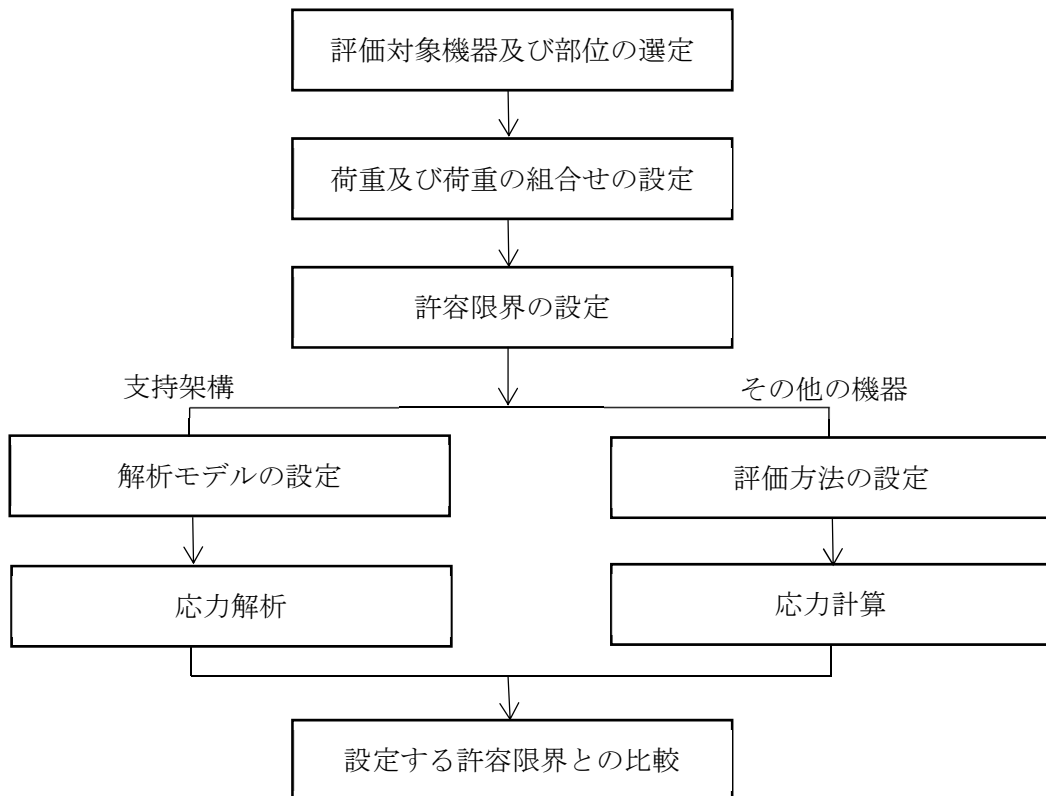 評価対象機器及び部位の選定
荷重及び荷重の組合せの設定
許容限界の設定
支持架構
その他の機器
解析モデルの設定
評価方法の設定
応力解析
応力計算
設定する許容限界との比較